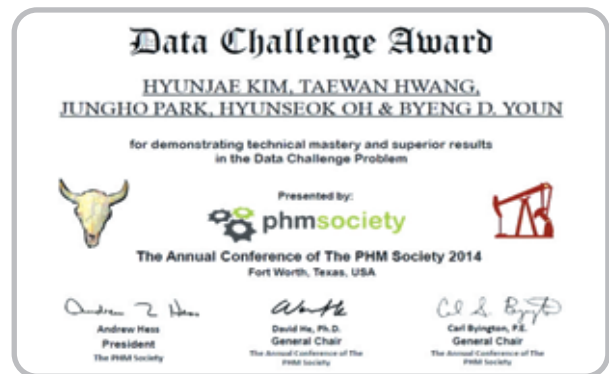 Data Challenge Award
HYUNJAE KIM, TAEWAN HWANG,
JUNGHO PARK, HYUNSEOK OH & BYENG D. YOUN
for demonstrating technical mastery and superior results
in the Data Challenge Problem
Presented by:
phmsociety
The Annual Conference of The PHM Society 2014
Fort Worth, Texas, USA
Andrew Hess David He, Ph.D. Carl Byington, P.E.
President General Chair General Chair
The PHM Society The Annual Conference of The PHM Society The Annual Conference of The PHM Society